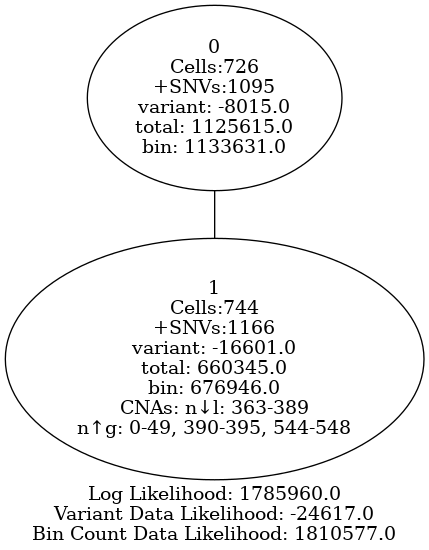 0
Cells:726
+SNVs:1095
variant: -8015.0
total: 1125615.0
bin: 1133631.0
1
Cells:744
+SNVs:1166
variant: -16601.0
total: 660345.0
bin: 676946.0
CNAs: n↓l: 363-389
n↑g: 0-49, 390-395, 544-548
Log Likelihood: 1785960.0
Variant Data Likelihood: -24617.0
Bin Count Data Likelihood: 1810577.0